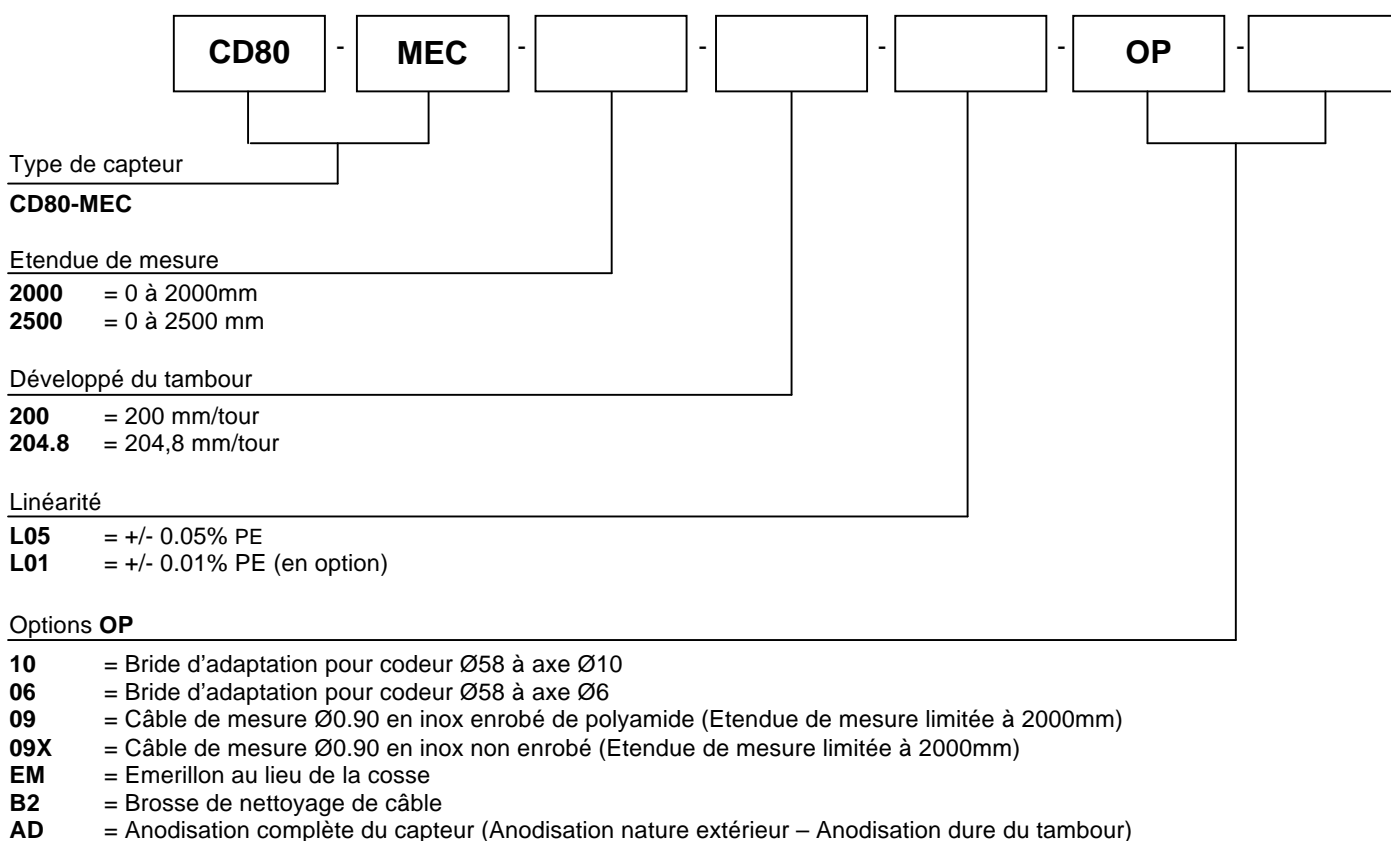 CD80 - MEC - - - - OP -
Type de capteur
CD80-MEC
Etendue de mesure
2000 = 0 à 2000mm
2500 = 0 à 2500 mm
Développé du tambour
200 = 200 mm/tour
204.8 = 204,8 mm/tour
Linéarité
L05 = +/- 0.05% PE
L01 = +/- 0.01% PE (en option)
Options OP
10 = Bride d'adaptation pour codeur Ø58 à axe Ø10
06 = Bride d'adaptation pour codeur Ø58 à axe Ø6
09 = Câble de mesure Ø0.90 en inox enrobé de polyamide (Etendue de mesure limitée à 2000mm)
09X = Câble de mesure Ø0.90 en inox non enrobé (Etendue de mesure limitée à 2000mm)
EM = Emerillon au lieu de la cosse
B2 = Brosse de nettoyage de câble
AD = Anodisation complète du capteur (Anodisation nature extérieur – Anodisation dure du tambour)